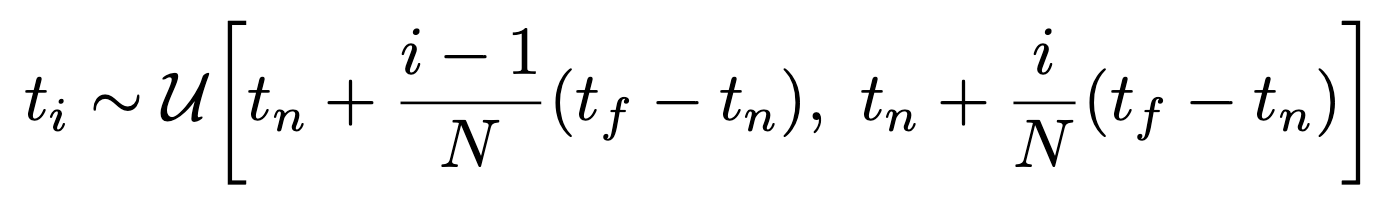 $t_i \sim \mathcal{U}\left[t_n + \frac{i-1}{N}(t_f - t_n),\ t_n + \frac{i}{N}(t_f - t_n)\right]$